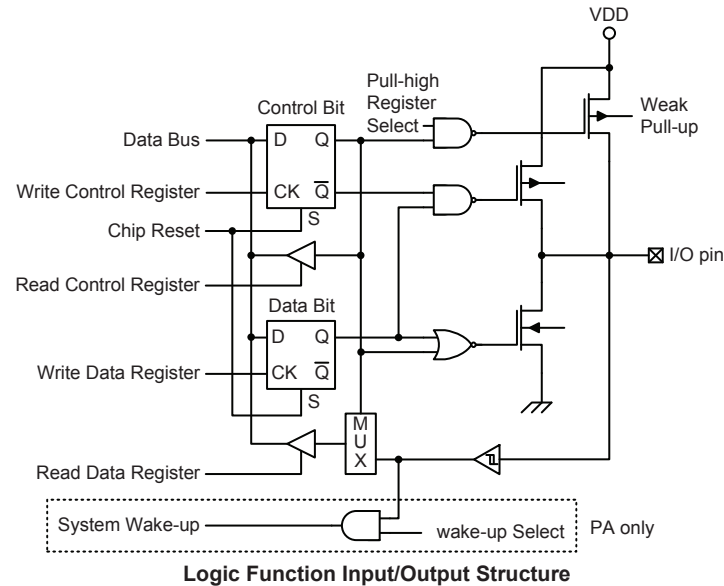 VDD
Pull-high
Register
Select
Control Bit
Weak
Pull-up
Data Bus
D
Q
Write Control Register
CK
Q
S
Chip Reset
I/O pin
Read Control Register
Data Bit
D
Q
Write Data Register
CK
Q
S
M
U
X
Read Data Register
System Wake-up
wake-up Select
PA only
Logic Function Input/Output Structure